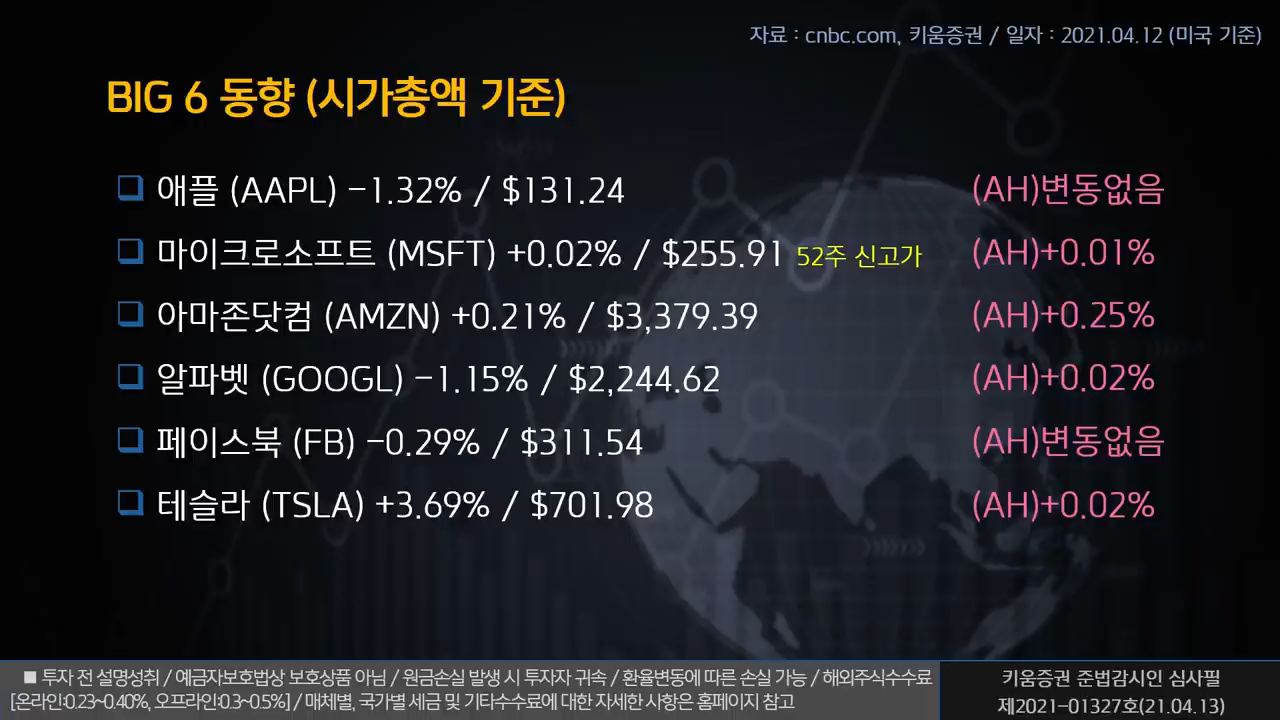 자료 : cnbc.com, 키움증권 / 일자 : 2021.04.12 (미국 기준)
BIG 6 동향 (시가총액 기준)
애플 (AAPL) -1.32% / $131.24 (AH)변동없음
마이크로소프트 (MSFT) +0.02% / $255.91 52주 신고가 (AH)+0.01%
아마존닷컴 (AMZN) +0.21% / $3,379.39 (AH)+0.25%
알파벳 (GOOGL) -1.15% / $2,244.62 (AH)+0.02%
페이스북 (FB) -0.29% / $311.54 (AH)변동없음
테슬라 (TSLA) +3.69% / $701.98 (AH)+0.02%
■ 투자 전 설명성취 / 예금자보호법상 보호상품 아님 / 원금손실 발생 시 투자자 귀속 / 환율변동에 따른 손실 가능 / 해외주식수수료
[온라인:0.23~0.40%, 오프라인:0.3~0.5%] / 매체별, 국가별 세금 및 기타수수료에 대한 자세한 사항은 홈페이지 참고
키움증권 준법감시인 심사필
제2021-01327호(21.04.13)